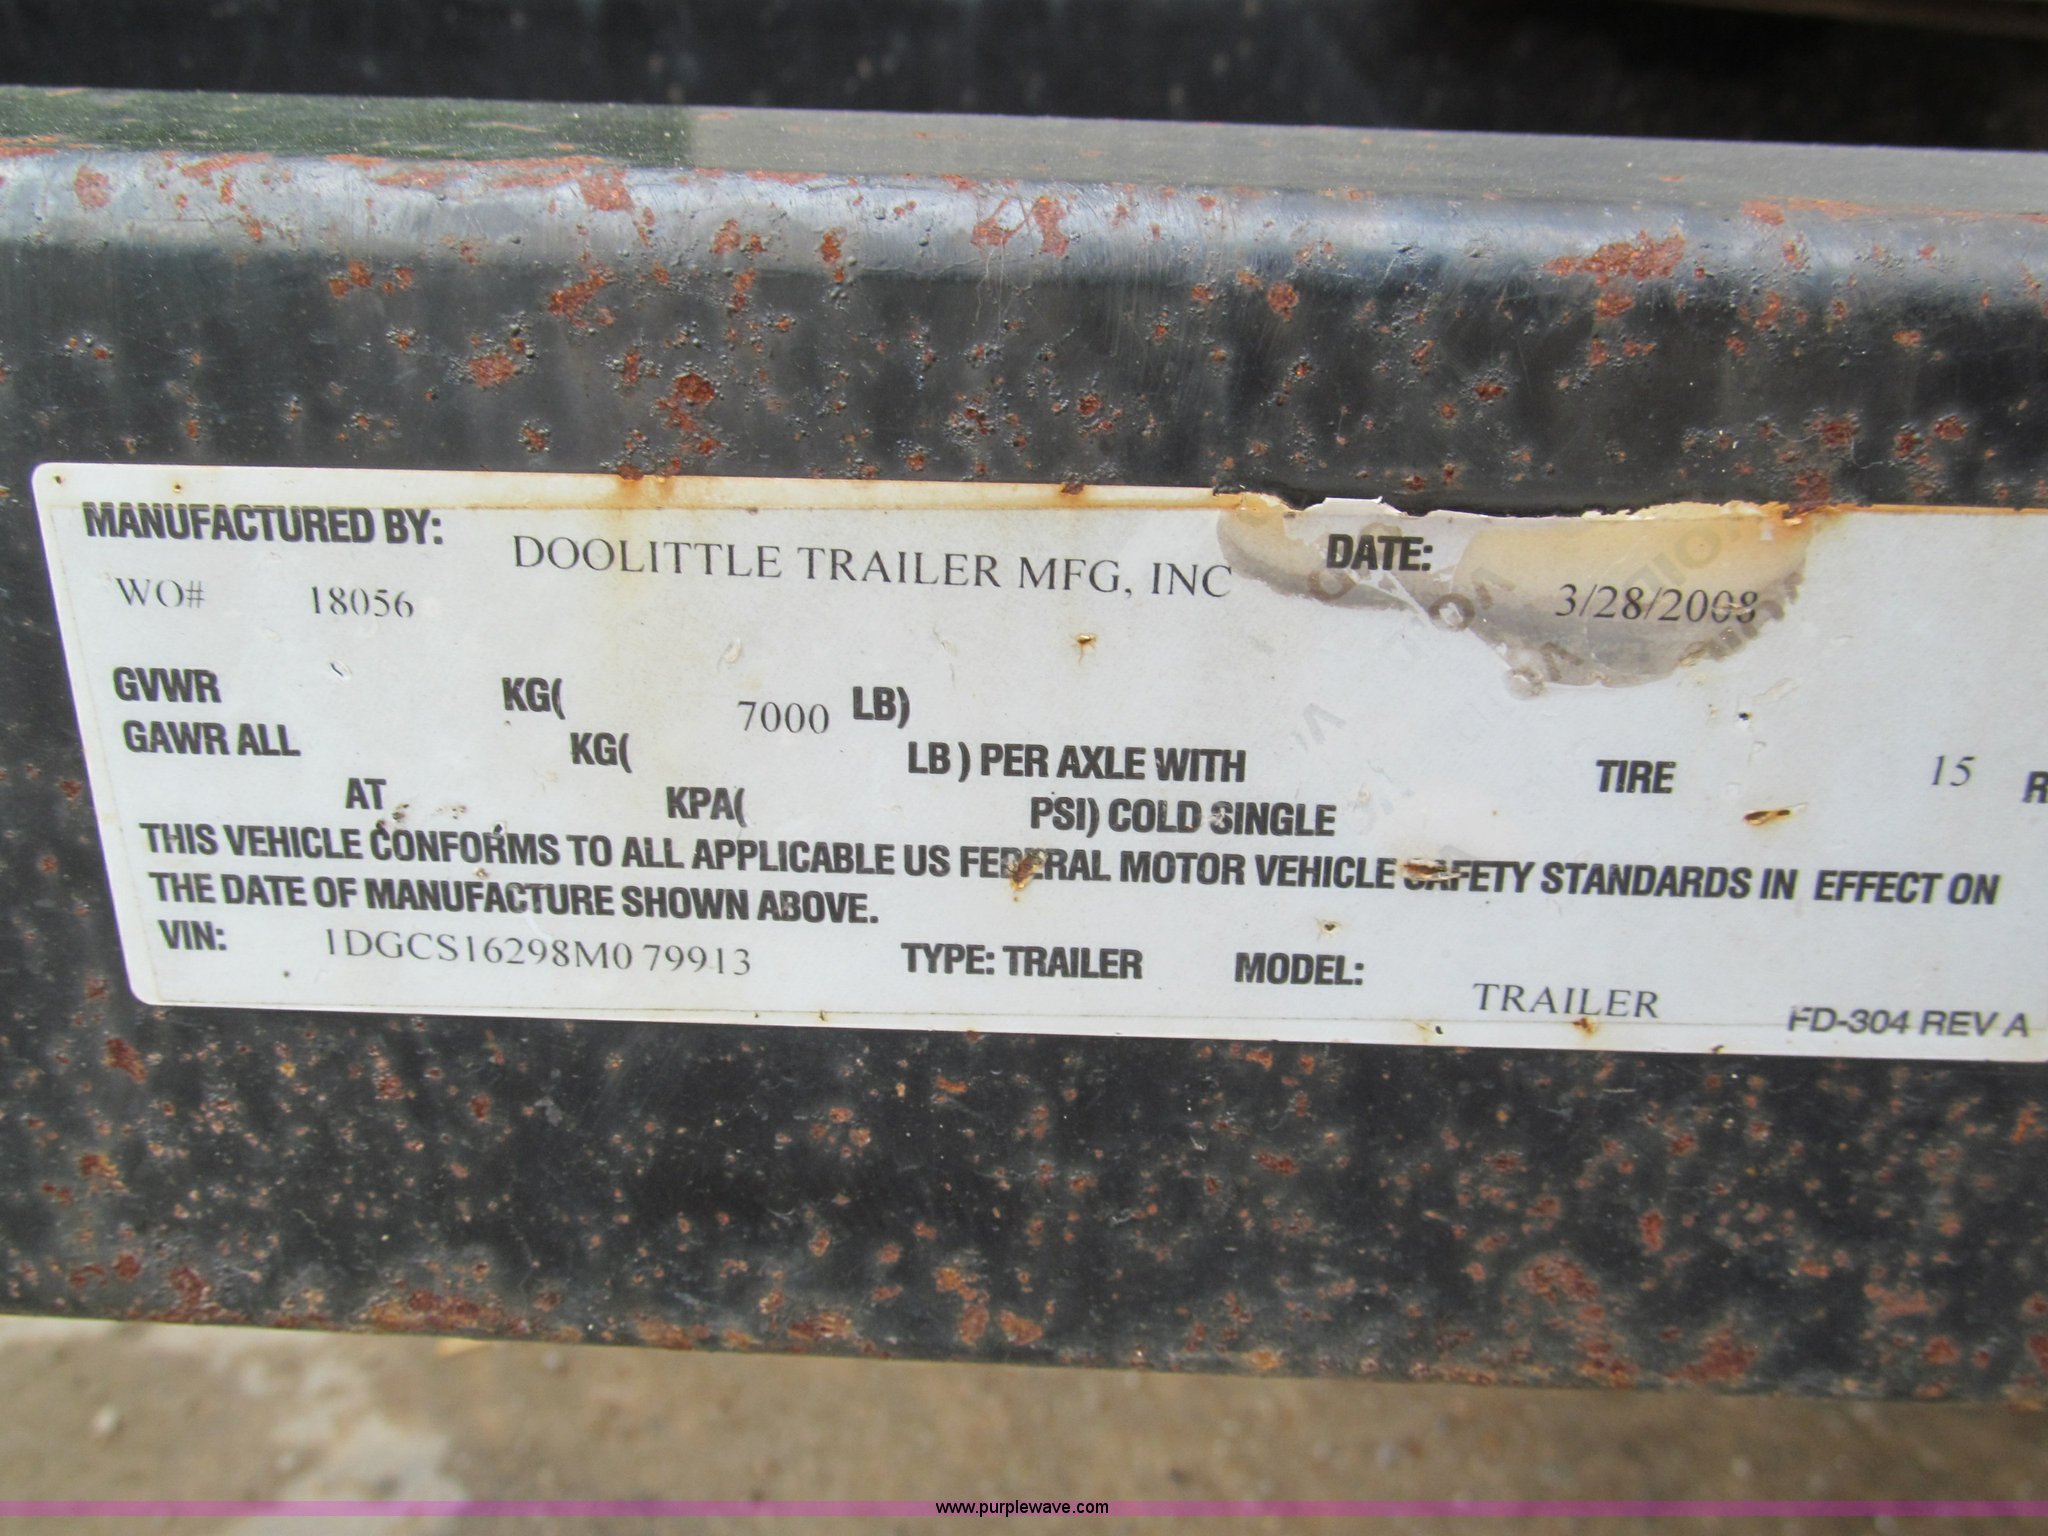 MANUFACTURED BY: DOOLITTLE TRAILER MFG, INC DATE: 3/28/2008
WO# 18056
GVWR KG( 7000 LB)
GAWR ALL KG( LB ) PER AXLE WITH TIRE 15 R
AT KPA( PSI) COLD SINGLE
THIS VEHICLE CONFORMS TO ALL APPLICABLE US FEDERAL MOTOR VEHICLE SAFETY STANDARDS IN EFFECT ON
THE DATE OF MANUFACTURE SHOWN ABOVE.
VIN: 1DGCS16298M079913 TYPE: TRAILER MODEL: TRAILER FD-304 REV A
www.purplewave.com